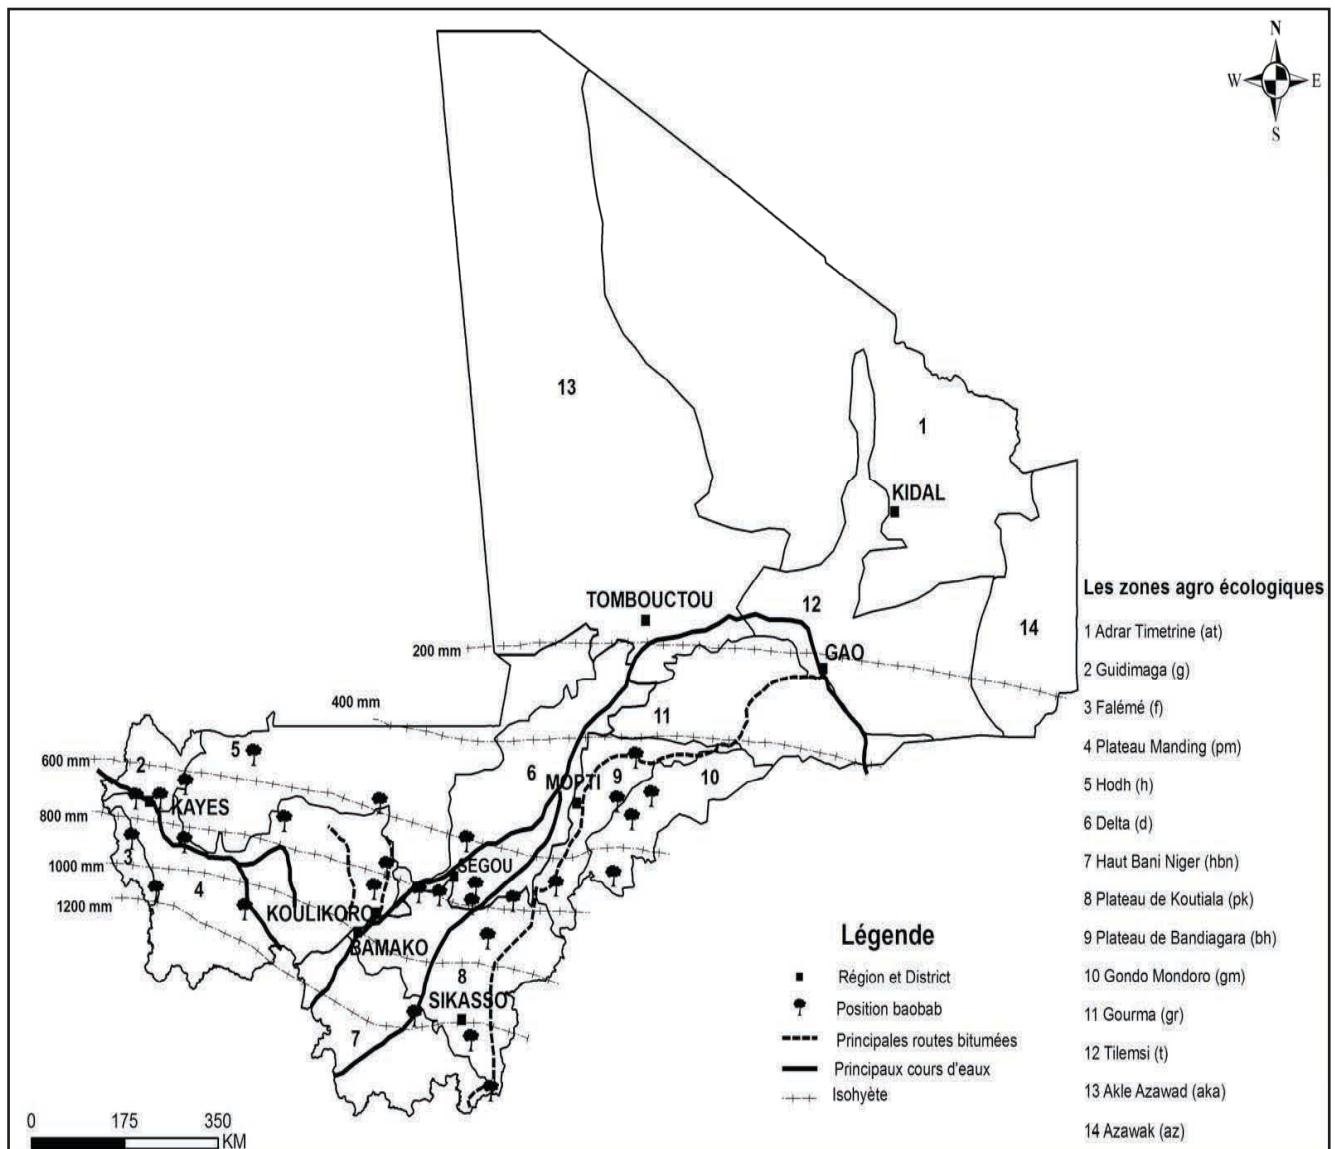 N
W E
S
13
1
KIDAL
TOMBOUCTOU
12
14
200 mm
GAO
400 mm
11
5
600 mm
2
6
MOPTI
9
10
KAYES
800 mm
3
1000 mm
4
SEGOU
1200 mm
KOULIKORO
BAMAKO
8
SIKASSO
7
Les zones agro écologiques
1 Adrar Timetrine (at)
2 Guidimaga (g)
3 Falémé (f)
4 Plateau Manding (pm)
5 Hodh (h)
6 Delta (d)
7 Haut Bani Niger (hbn)
8 Plateau de Koutiala (pk)
9 Plateau de Bandiagara (bh)
10 Gondo Mondoro (gm)
11 Gourma (gr)
12 Tilemsi (t)
13 Akle Azawad (aka)
14 Azawak (az)
Légende
Région et District
Position baobab
Principales routes bitumées
Principaux cours d'eaux
Isohyète
0 175 350
KM